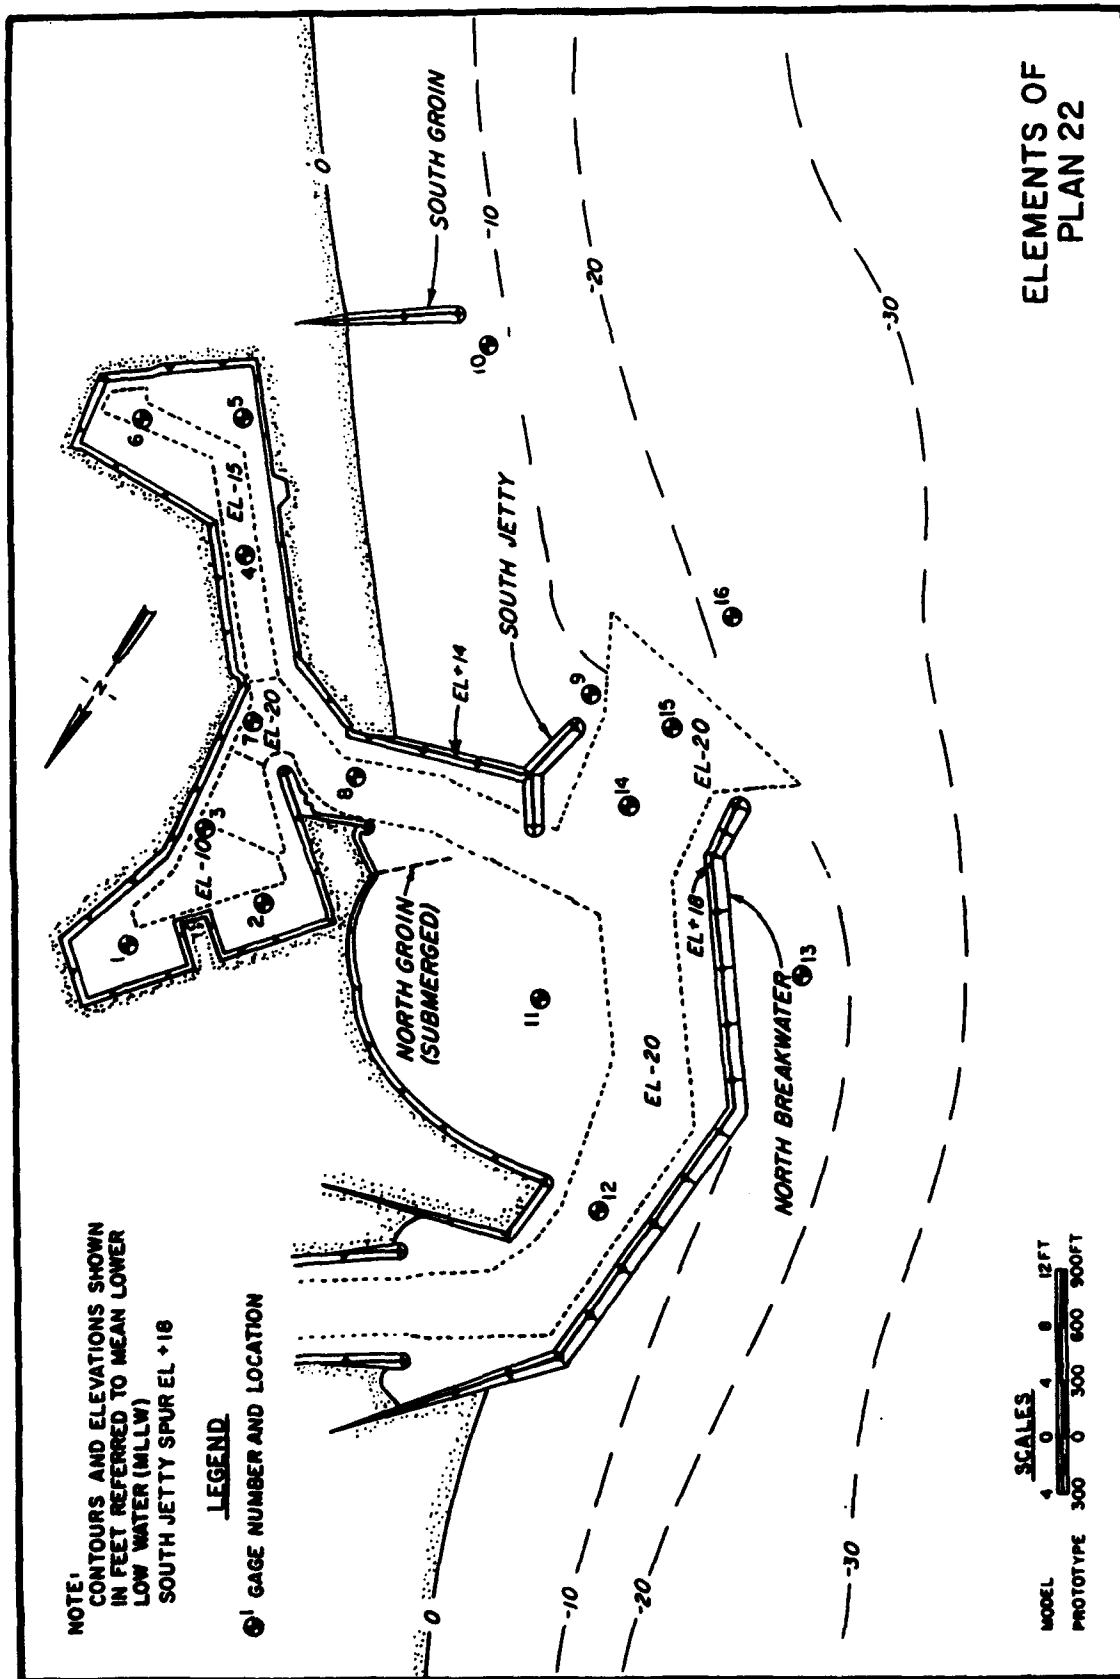 NOTE:
CONTOURS AND ELEVATIONS SHOWN
IN FEET REFERRED TO MEAN LOWER
LOW WATER (MLLW)
SOUTH JETTY SPUR EL +18
LEGEND
1 GAGE NUMBER AND LOCATION
N
1
2
3
EL-10
7
EL-20
8
4
EL-15
5
6
NORTH GROIN
(SUBMERGED)
EL+14
SOUTH JETTY
SOUTH GROIN
0
10
-10
9
-20
11
12
EL-20
14
15
EL-20
16
EL+18
13
NORTH BREAKWATER
-30
0
-10
-20
-30
SCALES
MODEL 4 0 4 8 12FT
PROTOTYPE 300 0 300 600 900FT
ELEMENTS OF
PLAN 22